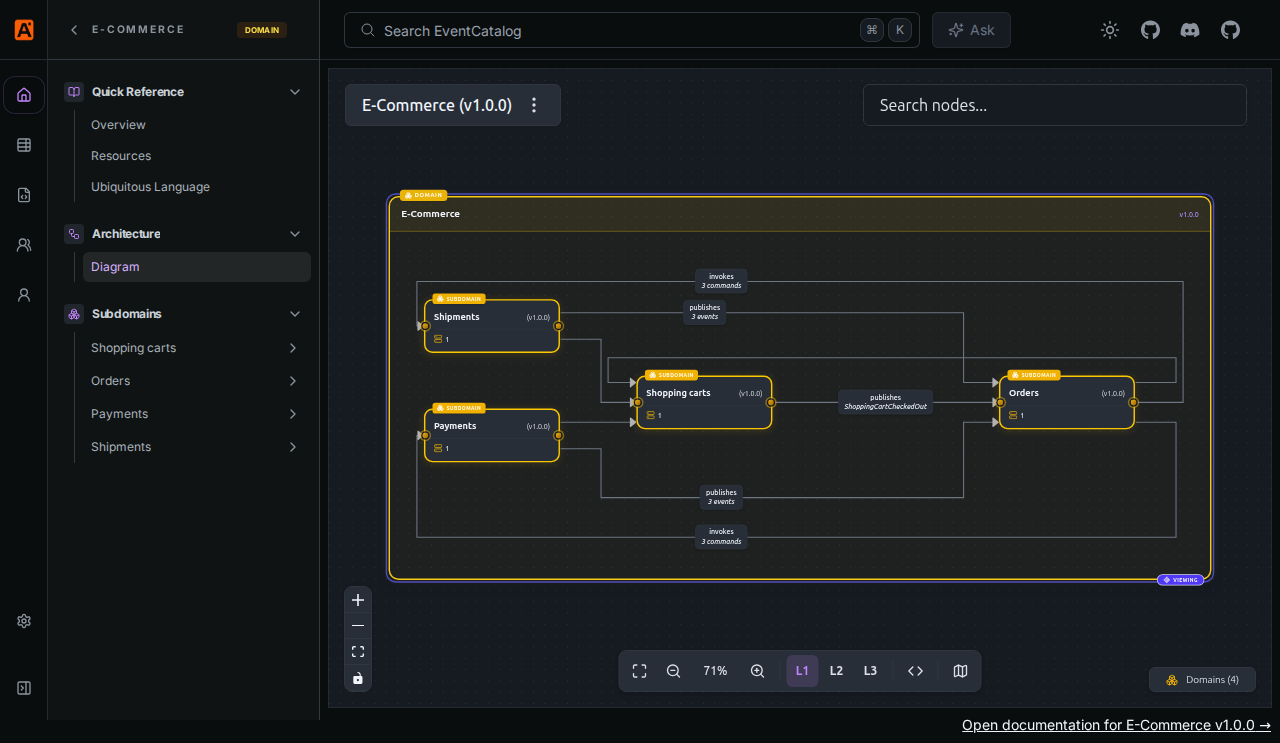 E-COMMERCE
DOMAIN
Search EventCatalog
⌘ K
Ask
Quick Reference
Overview
Resources
Ubiquitous Language
Architecture
Diagram
Subdomains
Shopping carts
Orders
Payments
Shipments
E-Commerce (v1.0.0)
Search nodes...
DOMAIN
E-Commerce
v1.0.0
invokes
3 commands
publishes
3 events
SUBDOMAIN
Shipments (v1.0.0)
1
SUBDOMAIN
Shopping carts (v1.0.0)
1
publishes
ShoppingCartCheckedOut
SUBDOMAIN
Orders (v1.0.0)
1
SUBDOMAIN
Payments (v1.0.0)
1
publishes
3 events
invokes
3 commands
VIEWING
71%
L1 L2 L3
Domains (4)
Open documentation for E-Commerce v1.0.0 →